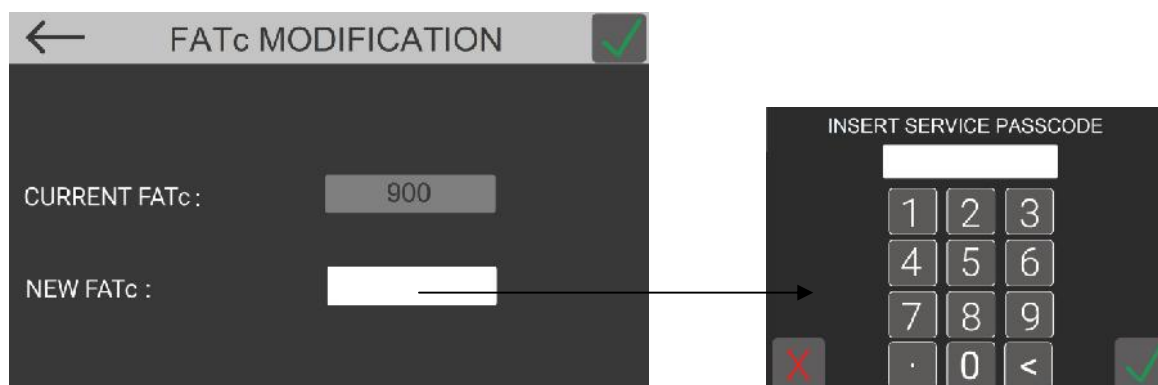 FATc MODIFICATION
CURRENT FATc :
900
NEW FATc :
INSERT SERVICE PASSCODE
1 2 3
4 5 6
7 8 9
X . 0 <